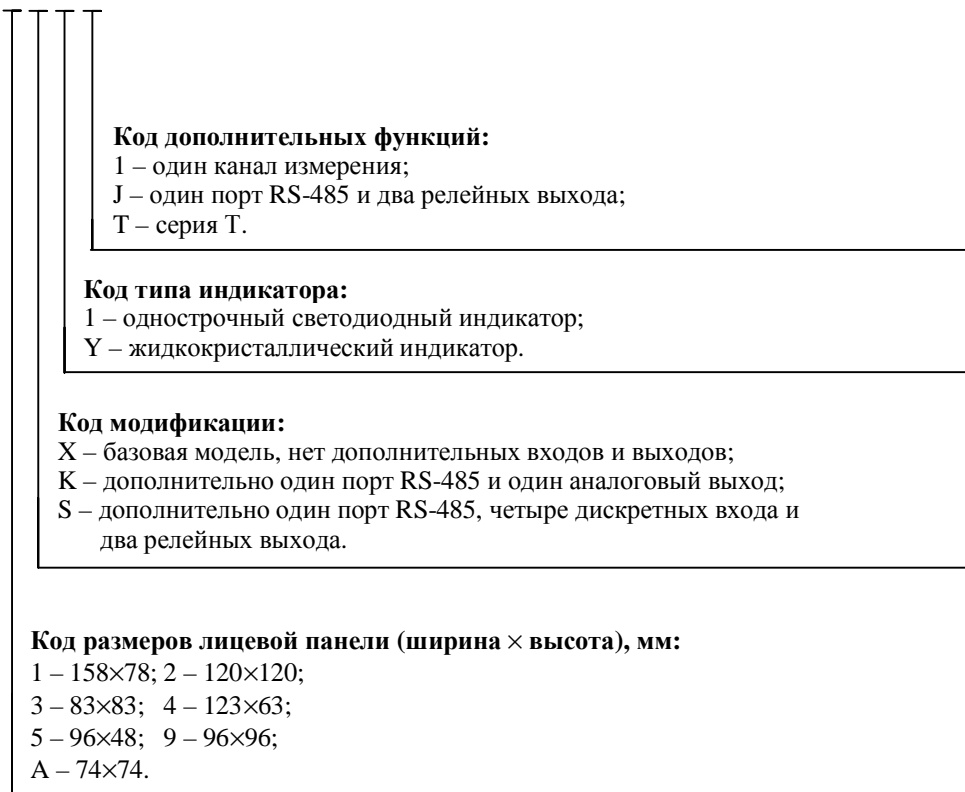 Код дополнительных функций:
1 – один канал измерения;
J – один порт RS-485 и два релейных выхода;
T – серия T.
Код типа индикатора:
1 – однострочный светодиодный индикатор;
Y – жидкокристаллический индикатор.
Код модификации:
X – базовая модель, нет дополнительных входов и выходов;
K – дополнительно один порт RS-485 и один аналоговый выход;
S – дополнительно один порт RS-485, четыре дискретных входа и
два релейных выхода.
Код размеров лицевой панели (ширина × высота), мм:
1 – 158×78; 2 – 120×120;
3 – 83×83; 4 – 123×63;
5 – 96×48; 9 – 96×96;
A – 74×74.